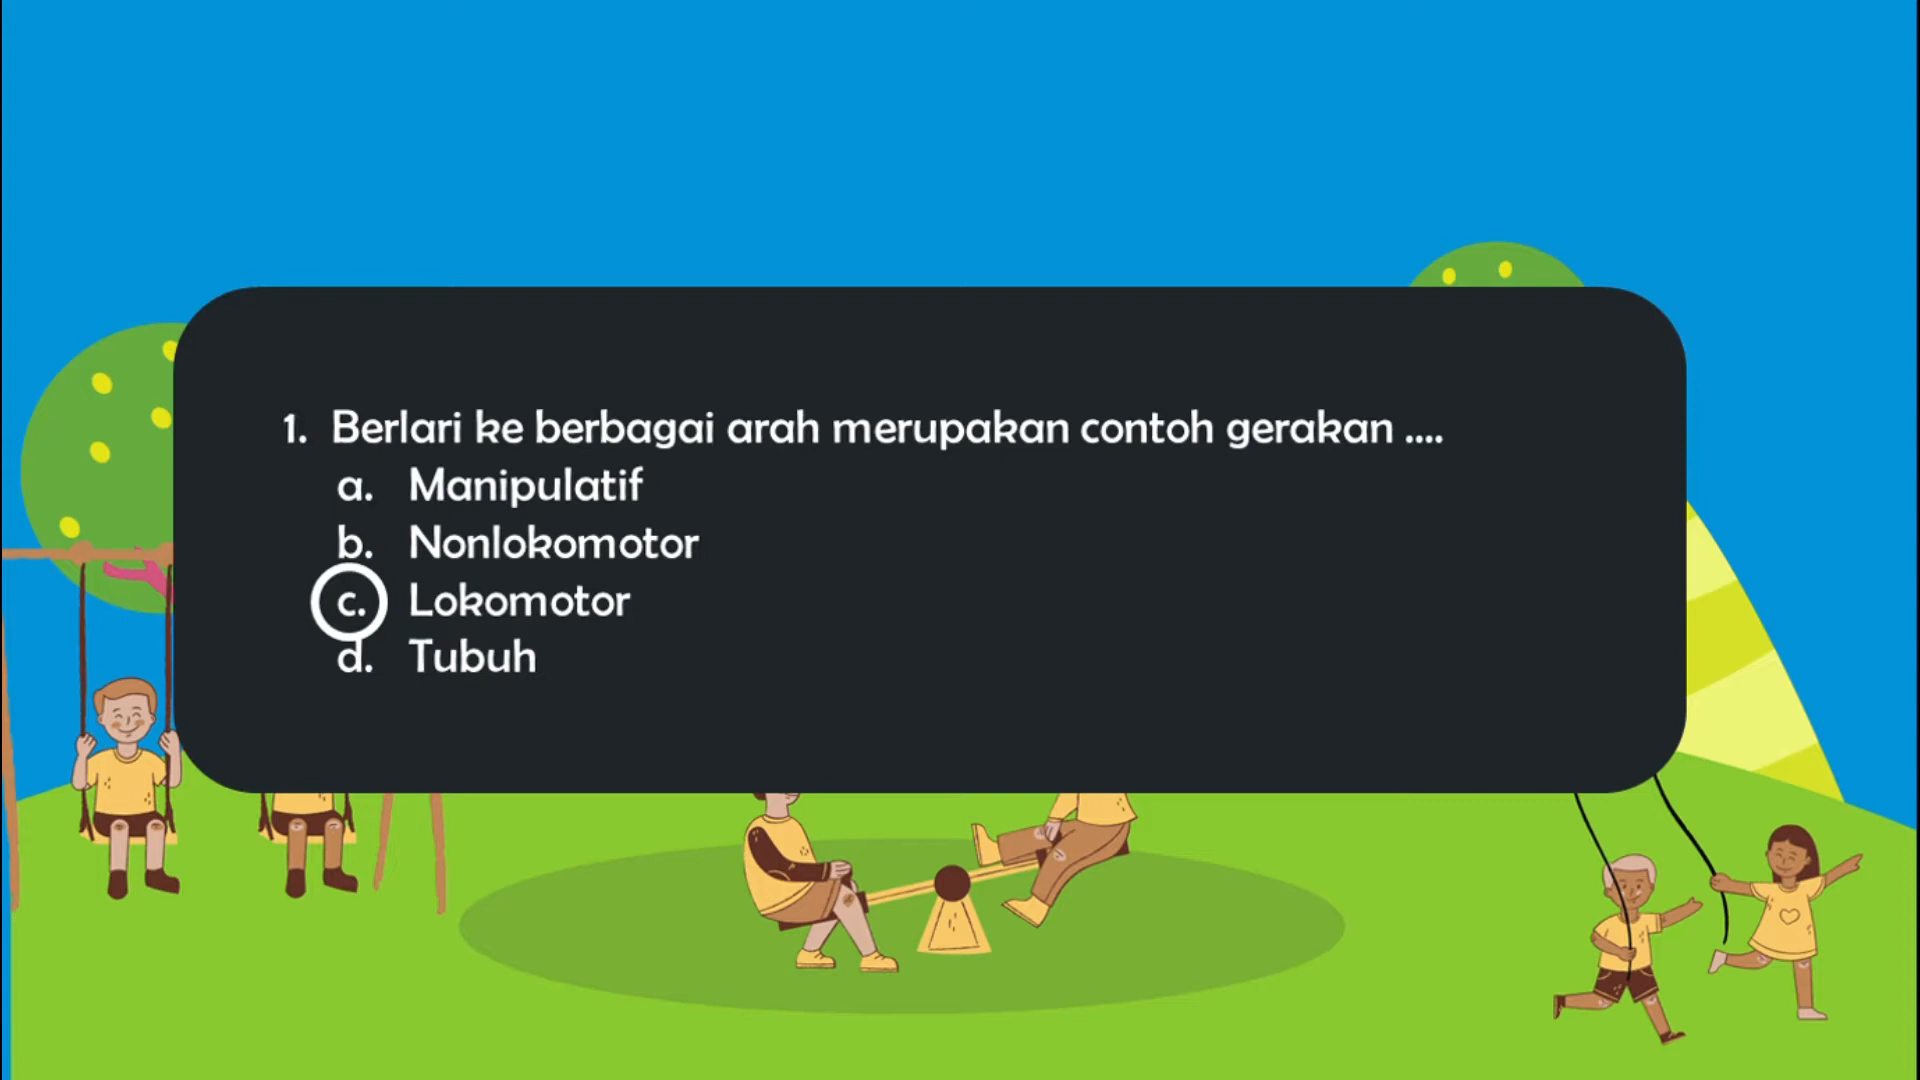 1. Berlari ke berbagai arah merupakan contoh gerakan ....
a. Manipulatif
b. Nonlokomotor
c. Lokomotor
d. Tubuh